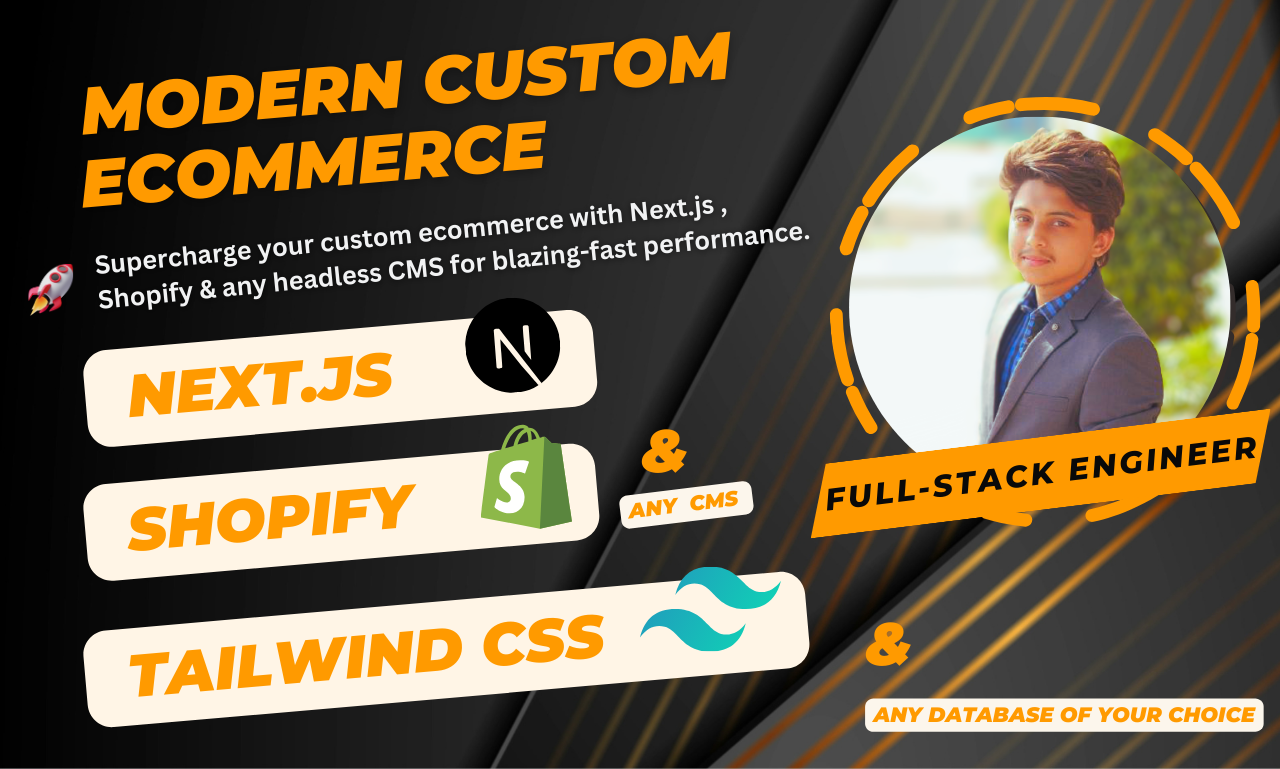 MODERN CUSTOM
ECOMMERCE
Supercharge your custom ecommerce with Next.js ,
Shopify & any headless CMS for blazing-fast performance.
NEXT.JS
N
SHOPIFY
S
&
ANY CMS
TAILWIND CSS
FULL-STACK ENGINEER
&
ANY DATABASE OF YOUR CHOICE